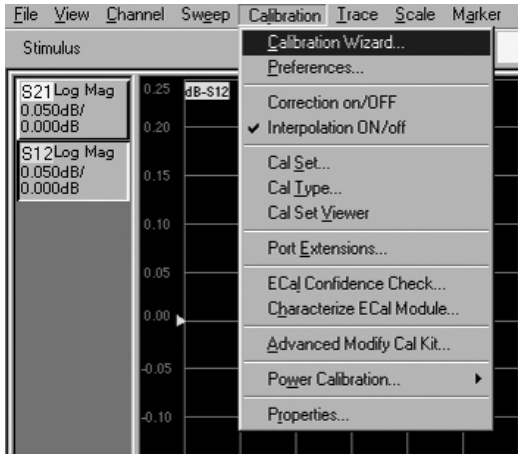 File View Channel Sweep Calibration Trace Scale Marker
Stimulus
S21 Log Mag
0.050dB/
0.000dB
S12 Log Mag
0.050dB/
0.000dB
0.25
dB-S12
0.20
0.15
0.10
0.05
0.00
-0.05
-0.10
Calibration Wizard...
Preferences...
Correction on/OFF
Interpolation ON/off
Cal Set...
Cal Type...
Cal Set Viewer
Port Extensions...
ECal Confidence Check...
Characterize ECal Module...
Advanced Modify Cal Kit...
Power Calibration...
Properties...